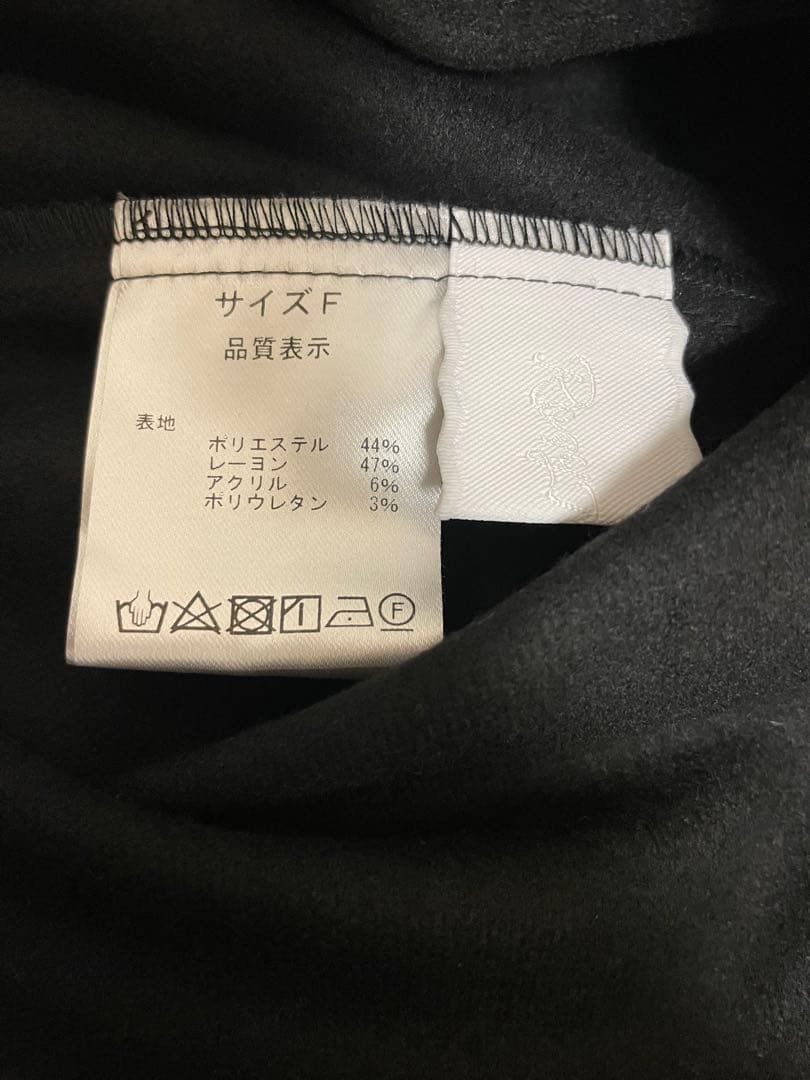 サイズF
品質表示
表地
ポリエステル 44%
レーヨン 47%
アクリル 6%
ポリウレタン 3%
F